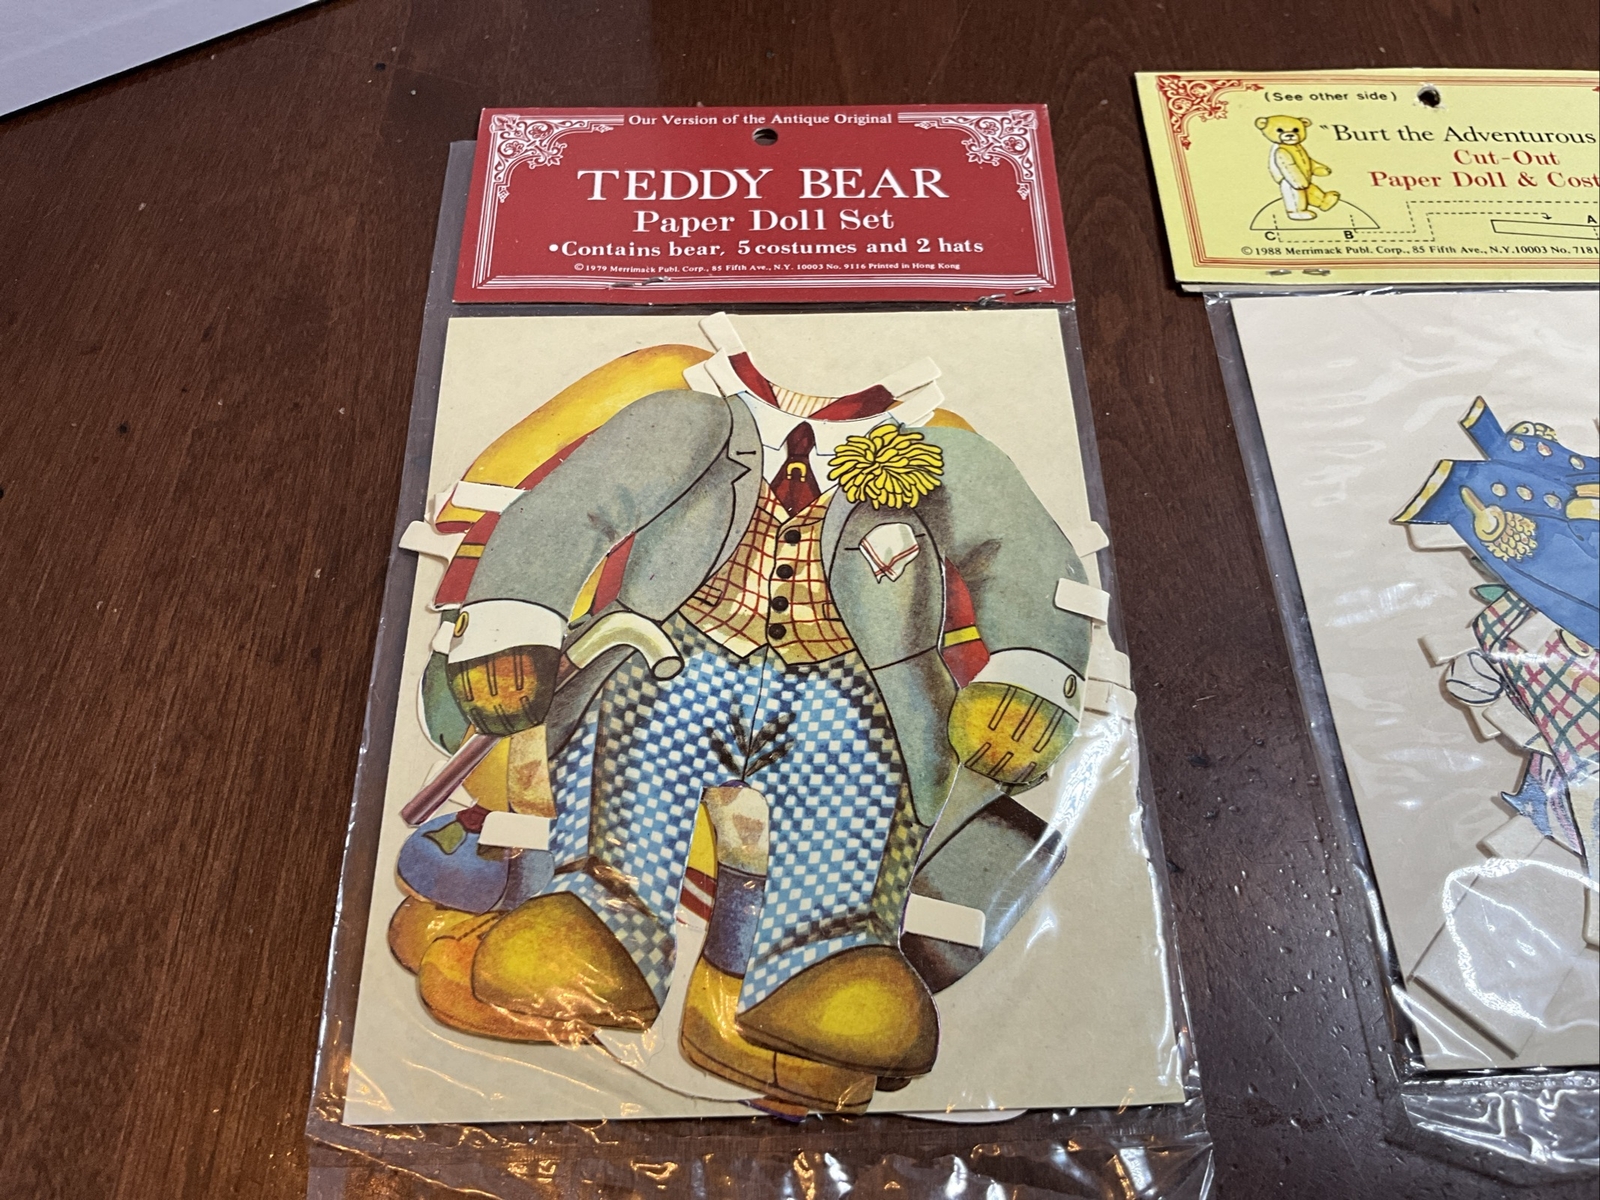 Our Version of the Antique Original
TEDDY BEAR
Paper Doll Set
•Contains bear, 5 costumes and 2 hats
© 1979 Merrimack Publ. Corp., 85 Fifth Ave., N.Y. 10003 No. 9116 Printed in Hong Kong
(See other side)
"Burt the Adventurous
Cut-Out
Paper Doll & Cost
A
C
B
© 1988 Merrimack Publ. Corp., 85 Fifth Ave., N.Y. 10003 No. 7181